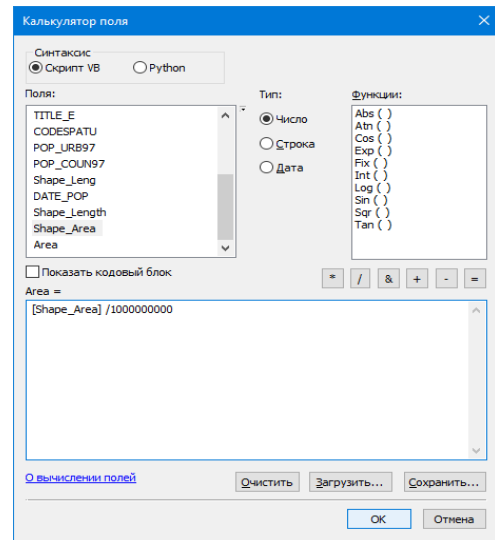 Калькулятор поля
Синтаксис
Скрипт VB Python
Поля: Тип: Функции:
TITLE_E
CODESPATU
POP_URB97
POP_COUN97
Shape_Leng
DATE_POP
Shape_Length
Shape_Area
Area
Число
Строка
Дата
Abs ( )
Atn ( )
Cos ( )
Exp ( )
Fix ( )
Int ( )
Log ( )
Sin ( )
Sqr ( )
Tan ( )
Показать кодовый блок
* / & + - =
Area =
[Shape_Area] /1000000000
О вычислении полей Очистить Загрузить... Сохранить...
OK Отмена